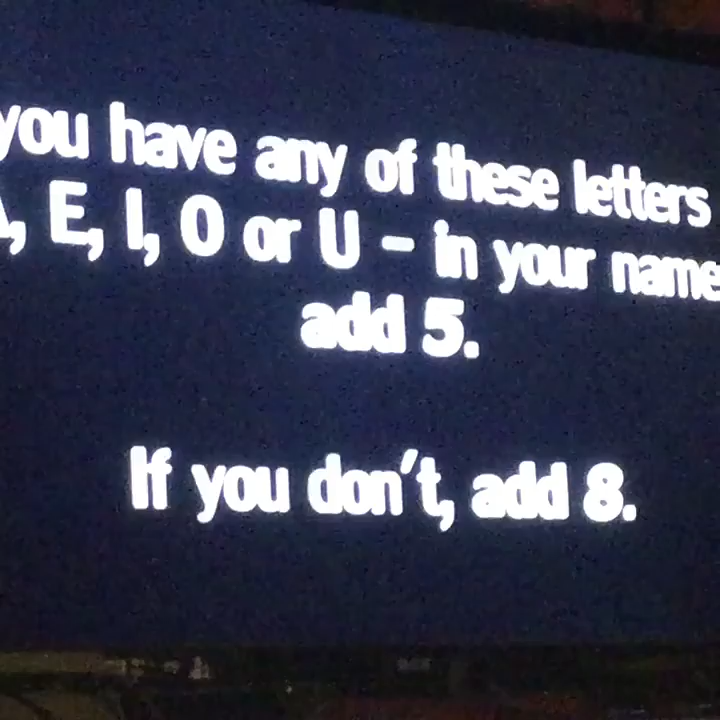 you have any of these letters
A, E, I, O or U – in your name
add 5.
If you don't, add 8.